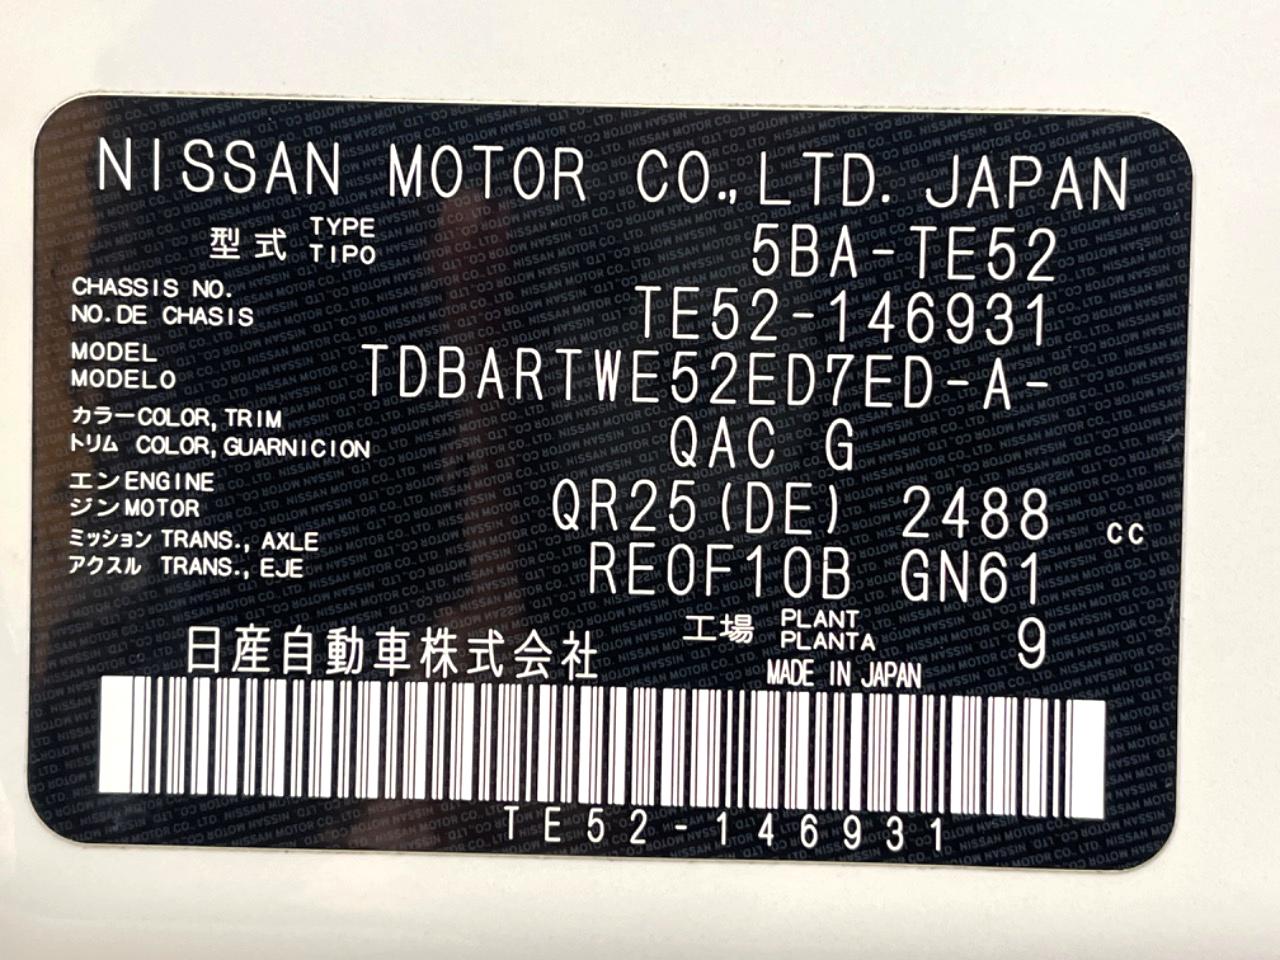 NISSAN MOTOR CO.,LTD. JAPAN
型式 TYPE TIPO 5BA-TE52
CHASSIS NO.
NO.DE CHASIS TE52-146931
MODEL
MODELO TDBARTWE52ED7ED-A-
カラー COLOR, TRIM
トリム COLOR, GUARNICION QAC G
エンジン ENGINE
MOTOR QR25(DE) 2488 cc
ミッション TRANS., AXLE
アクスル TRANS., EJE RE0F10B GN61
工場 PLANT PLANTA 9
日産自動車株式会社
MADE IN JAPAN
TE52-146931